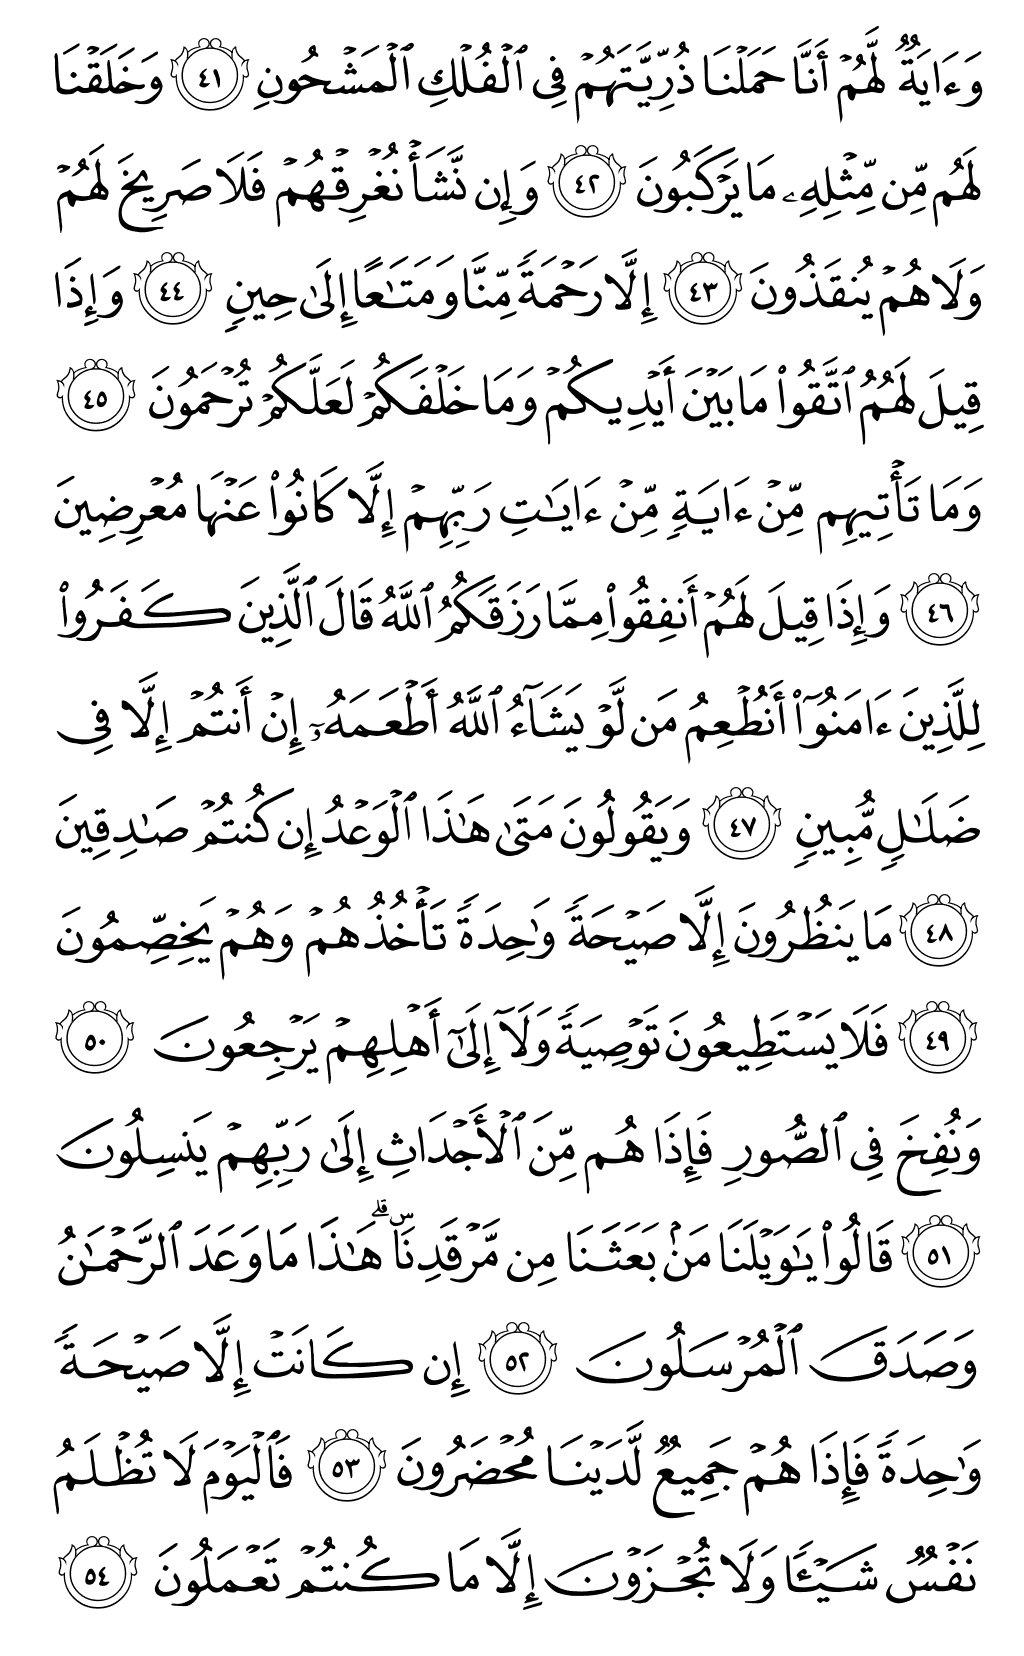 وَءَايَةٌ لَّهُمْ أَنَّا حَمَلْنَا ذُرِّيَّتَهُمْ فِى ٱلْفُلْكِ ٱلْمَشْحُونِ ٤١ وَخَلَقْنَا
لَهُم مِّن مِّثْلِهِۦ مَا يَرْكَبُونَ ٤٢ وَإِن نَّشَأْ نُغْرِقْهُمْ فَلَا صَرِيخَ لَهُمْ
وَلَا هُمْ يُنقَذُونَ ٤٣ إِلَّا رَحْمَةً مِّنَّا وَمَتَـٰعًا إِلَىٰ حِينٍ ٤٤ وَإِذَا
قِيلَ لَهُمُ ٱتَّقُوا۟ مَا بَيْنَ أَيْدِيكُمْ وَمَا خَلْفَكُمْ لَعَلَّكُمْ تُرْحَمُونَ ٤٥
وَمَا تَأْتِيهِم مِّنْ ءَايَةٍ مِّنْ ءَايَـٰتِ رَبِّهِمْ إِلَّا كَانُوا۟ عَنْهَا مُعْرِضِينَ
٤٦ وَإِذَا قِيلَ لَهُمْ أَنفِقُوا۟ مِمَّا رَزَقَكُمُ ٱللَّهُ قَالَ ٱلَّذِينَ كَفَرُوا۟
لِلَّذِينَ ءَامَنُوٓا۟ أَنُطْعِمُ مَن لَّوْ يَشَآءُ ٱللَّهُ أَطْعَمَهُۥٓ إِنْ أَنتُمْ إِلَّا فِى
ضَلَـٰلٍ مُّبِينٍ ٤٧ وَيَقُولُونَ مَتَىٰ هَـٰذَا ٱلْوَعْدُ إِن كُنتُمْ صَـٰدِقِينَ
٤٨ مَا يَنظُرُونَ إِلَّا صَيْحَةً وَٰحِدَةً تَأْخُذُهُمْ وَهُمْ يَخِصِّمُونَ
٤٩ فَلَا يَسْتَطِيعُونَ تَوْصِيَةً وَلَآ إِلَىٰٓ أَهْلِهِمْ يَرْجِعُونَ ٥٠
وَنُفِخَ فِى ٱلصُّورِ فَإِذَا هُم مِّنَ ٱلْأَجْدَاثِ إِلَىٰ رَبِّهِمْ يَنسِلُونَ
٥١ قَالُوا۟ يَـٰوَيْلَنَا مَنۢ بَعَثَنَا مِن مَّرْقَدِنَاۜ ۗ هَـٰذَا مَا وَعَدَ ٱلرَّحْمَـٰنُ
وَصَدَقَ ٱلْمُرْسَلُونَ ٥٢ إِن كَانَتْ إِلَّا صَيْحَةً
وَٰحِدَةً فَإِذَا هُمْ جَمِيعٌ لَّدَيْنَا مُحْضَرُونَ ٥٣ فَٱلْيَوْمَ لَا تُظْلَمُ
نَفْسٌ شَيْـًٔا وَلَا تُجْزَوْنَ إِلَّا مَا كُنتُمْ تَعْمَلُونَ ٥٤